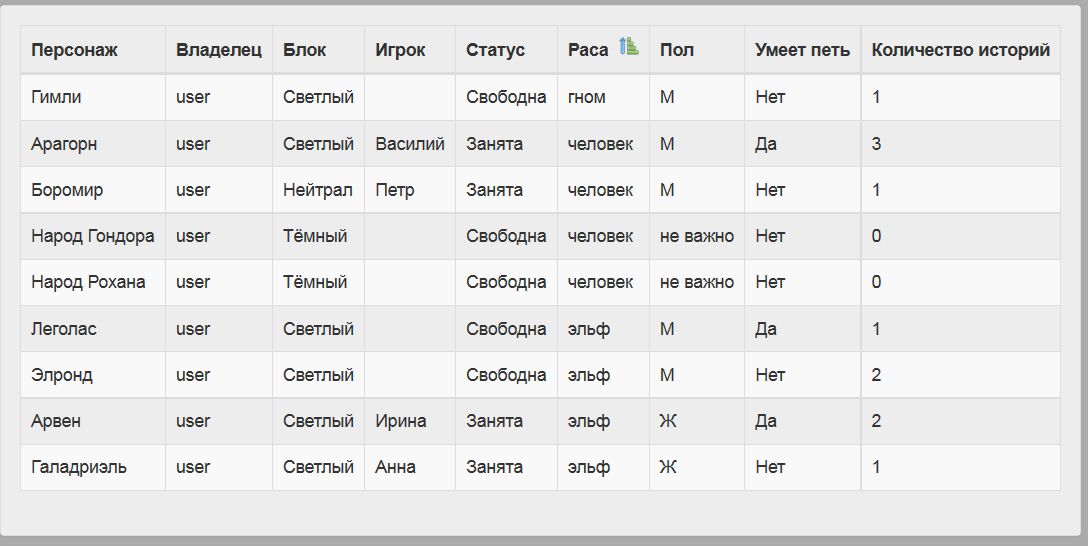 Персонаж Владелец Блок Игрок Статус Раса Пол Умеет петь Количество историй
Гимли user Светлый Свободна гном М Нет 1
Арагорн user Светлый Василий Занята человек М Да 3
Боромир user Нейтрал Петр Занята человек М Нет 1
Народ Гондора user Тёмный Свободна человек не важно Нет 0
Народ Рохана user Тёмный Свободна человек не важно Нет 0
Леголас user Светлый Свободна эльф М Да 1
Элронд user Светлый Свободна эльф М Нет 2
Арвен user Светлый Ирина Занята эльф Ж Да 2
Галадриэль user Светлый Анна Занята эльф Ж Нет 1